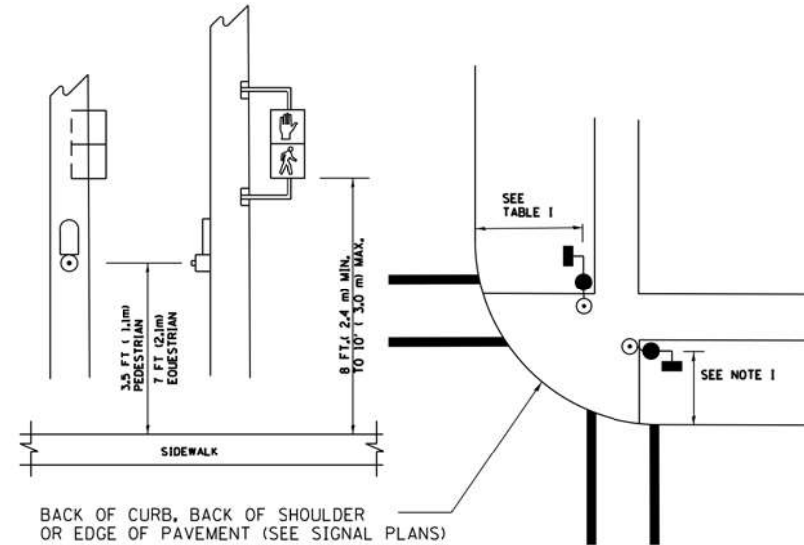 3.5 FT ( 1.1m)
PEDESTRIAN
7 FT (2.1m)
EQUESTRIAN
8 FT.( 2.4 m) MIN.
TO 10' ( 3.0 m) MAX.
SEE
TABLE I
SEE NOTE I
SIDEWALK
BACK OF CURB, BACK OF SHOULDER
OR EDGE OF PAVEMENT (SEE SIGNAL PLANS)